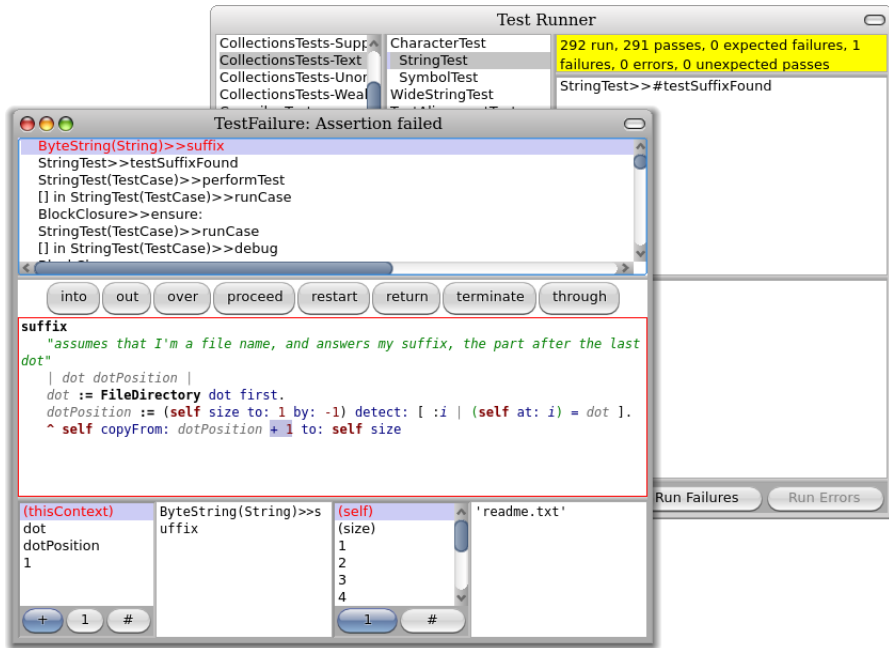 Test Runner
CollectionsTests-Supp
CollectionsTests-Text
CollectionsTests-Unor
CollectionsTests-Wea
CharacterTest
StringTest
SymbolTest
WideStringTest
292 run, 291 passes, 0 expected failures, 1
failures, 0 errors, 0 unexpected passes
StringTest>>#testSuffixFound
Run Failures
Run Errors
TestFailure: Assertion failed
ByteString(String)>>suffix
StringTest>>testSuffixFound
StringTest(TestCase)>>performTest
[] in StringTest(TestCase)>>runCase
BlockClosure>>ensure:
StringTest(TestCase)>>runCase
[] in StringTest(TestCase)>>debug
into out over proceed restart return terminate through
suffix
"assumes that I'm a file name, and answers my suffix, the part after the last
dot"
| dot dotPosition |
dot := FileDirectory dot first.
dotPosition := (self size to: 1 by: -1) detect: [ :i | (self at: i) = dot ].
^ self copyFrom: dotPosition + 1 to: self size
(thisContext)
dot
dotPosition
1
+ 1 #
ByteString(String)>>s
uffix
(self)
(size)
1
2
3
4
1 #
'readme.txt'